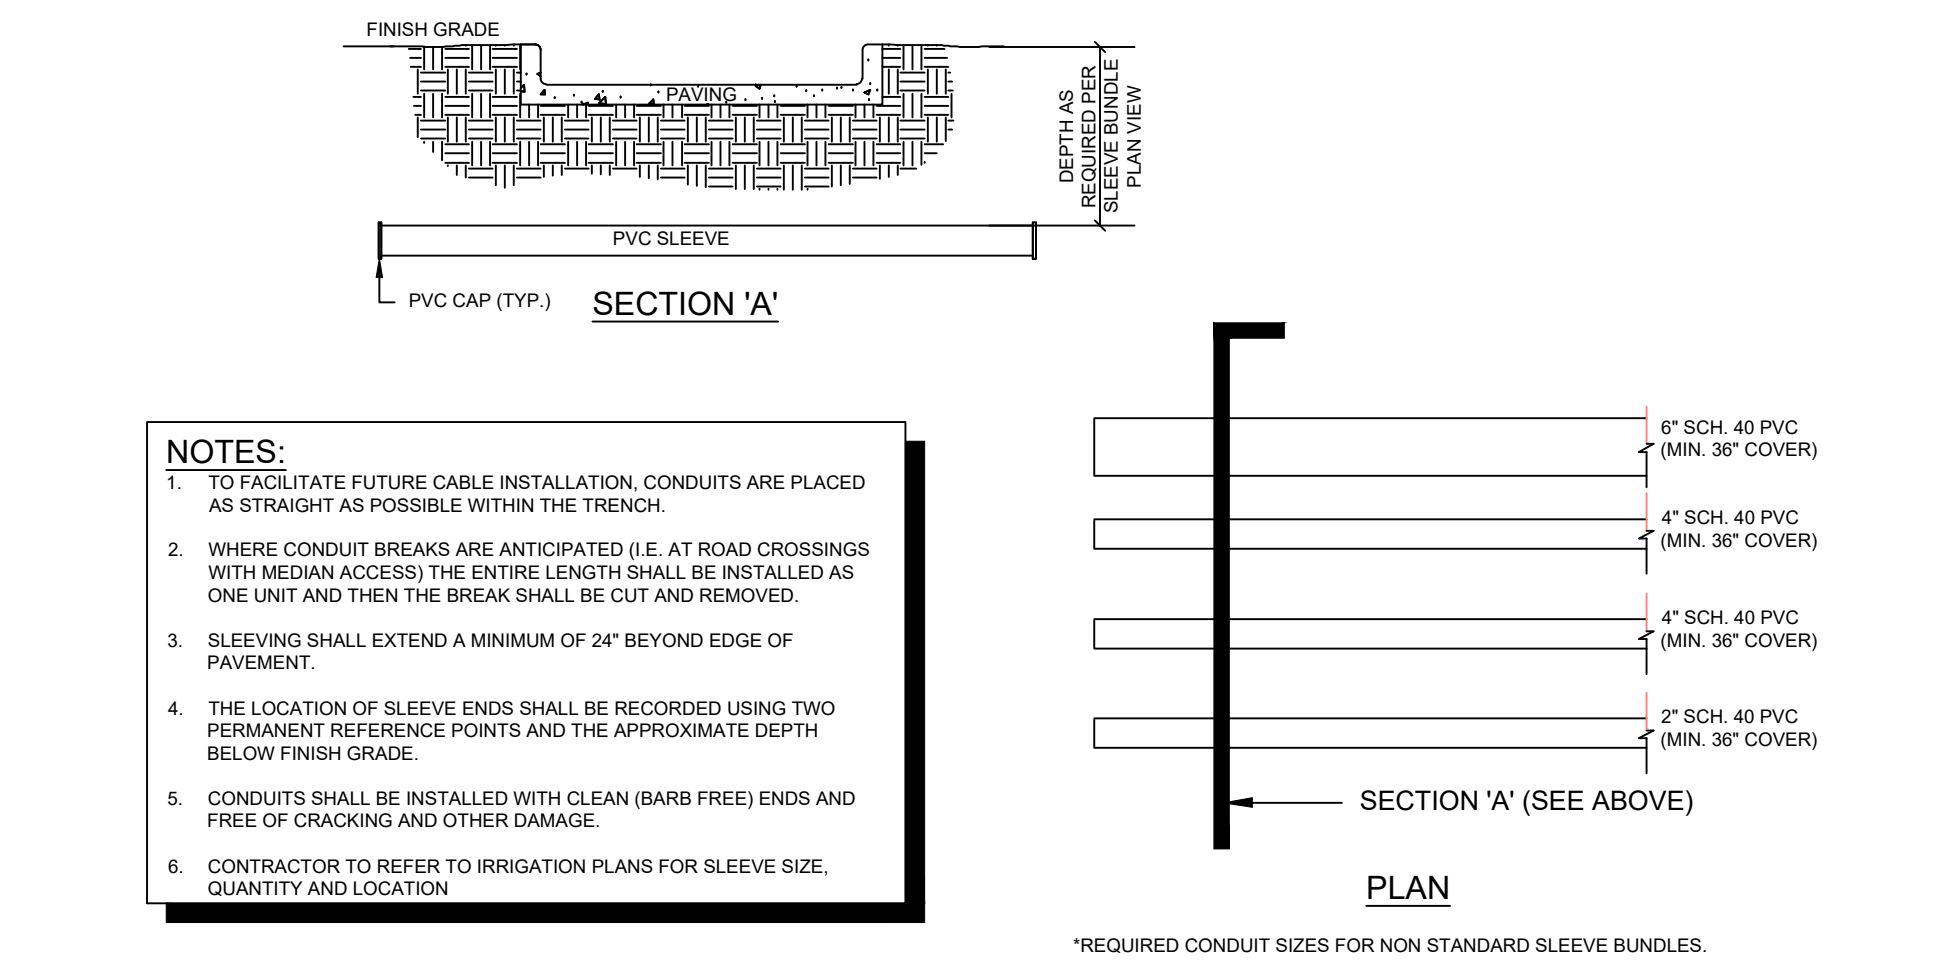 FINISH GRADE
PAVING
DEPTH AS
REQUIRED PER
SLEEVE BUNDLE
PLAN VIEW
PVC SLEEVE
PVC CAP (TYP.)
SECTION 'A'
NOTES:
1. TO FACILITATE FUTURE CABLE INSTALLATION, CONDUITS ARE PLACED
AS STRAIGHT AS POSSIBLE WITHIN THE TRENCH.
2. WHERE CONDUIT BREAKS ARE ANTICIPATED (I.E. AT ROAD CROSSINGS
WITH MEDIAN ACCESS) THE ENTIRE LENGTH SHALL BE INSTALLED AS
ONE UNIT AND THEN THE BREAK SHALL BE CUT AND REMOVED.
3. SLEEVING SHALL EXTEND A MINIMUM OF 24" BEYOND EDGE OF
PAVEMENT.
4. THE LOCATION OF SLEEVE ENDS SHALL BE RECORDED USING TWO
PERMANENT REFERENCE POINTS AND THE APPROXIMATE DEPTH
BELOW FINISH GRADE.
5. CONDUITS SHALL BE INSTALLED WITH CLEAN (BARB FREE) ENDS AND
FREE OF CRACKING AND OTHER DAMAGE.
6. CONTRACTOR TO REFER TO IRRIGATION PLANS FOR SLEEVE SIZE,
QUANTITY AND LOCATION
6" SCH. 40 PVC
(MIN. 36" COVER)
4" SCH. 40 PVC
(MIN. 36" COVER)
4" SCH. 40 PVC
(MIN. 36" COVER)
2" SCH. 40 PVC
(MIN. 36" COVER)
SECTION 'A' (SEE ABOVE)
PLAN
*REQUIRED CONDUIT SIZES FOR NON STANDARD SLEEVE BUNDLES.